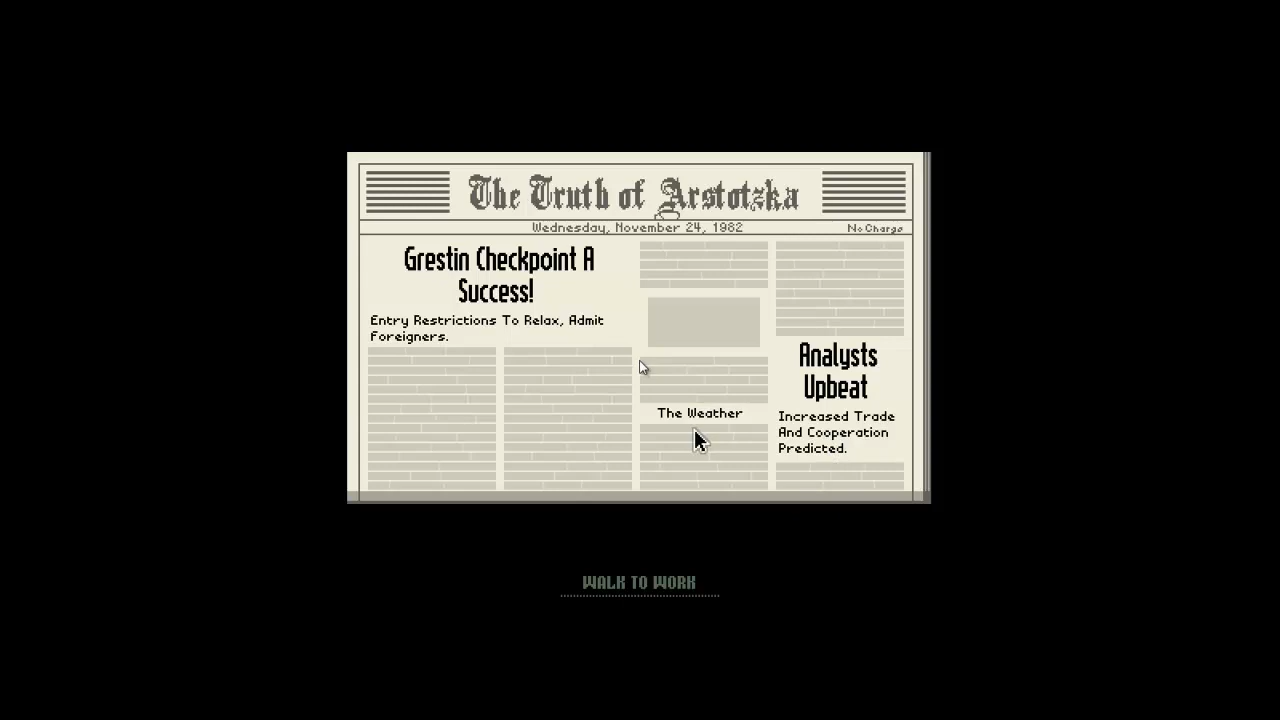 The Truth of Arstotzka
Wednesday, November 24, 1982
No Charge
Grestin Checkpoint A
Success!
Entry Restrictions To Relax, Admit
Foreigners.
The Weather
Analysts
Upbeat
Increased Trade
And Cooperation
Predicted.
WALK TO WORK